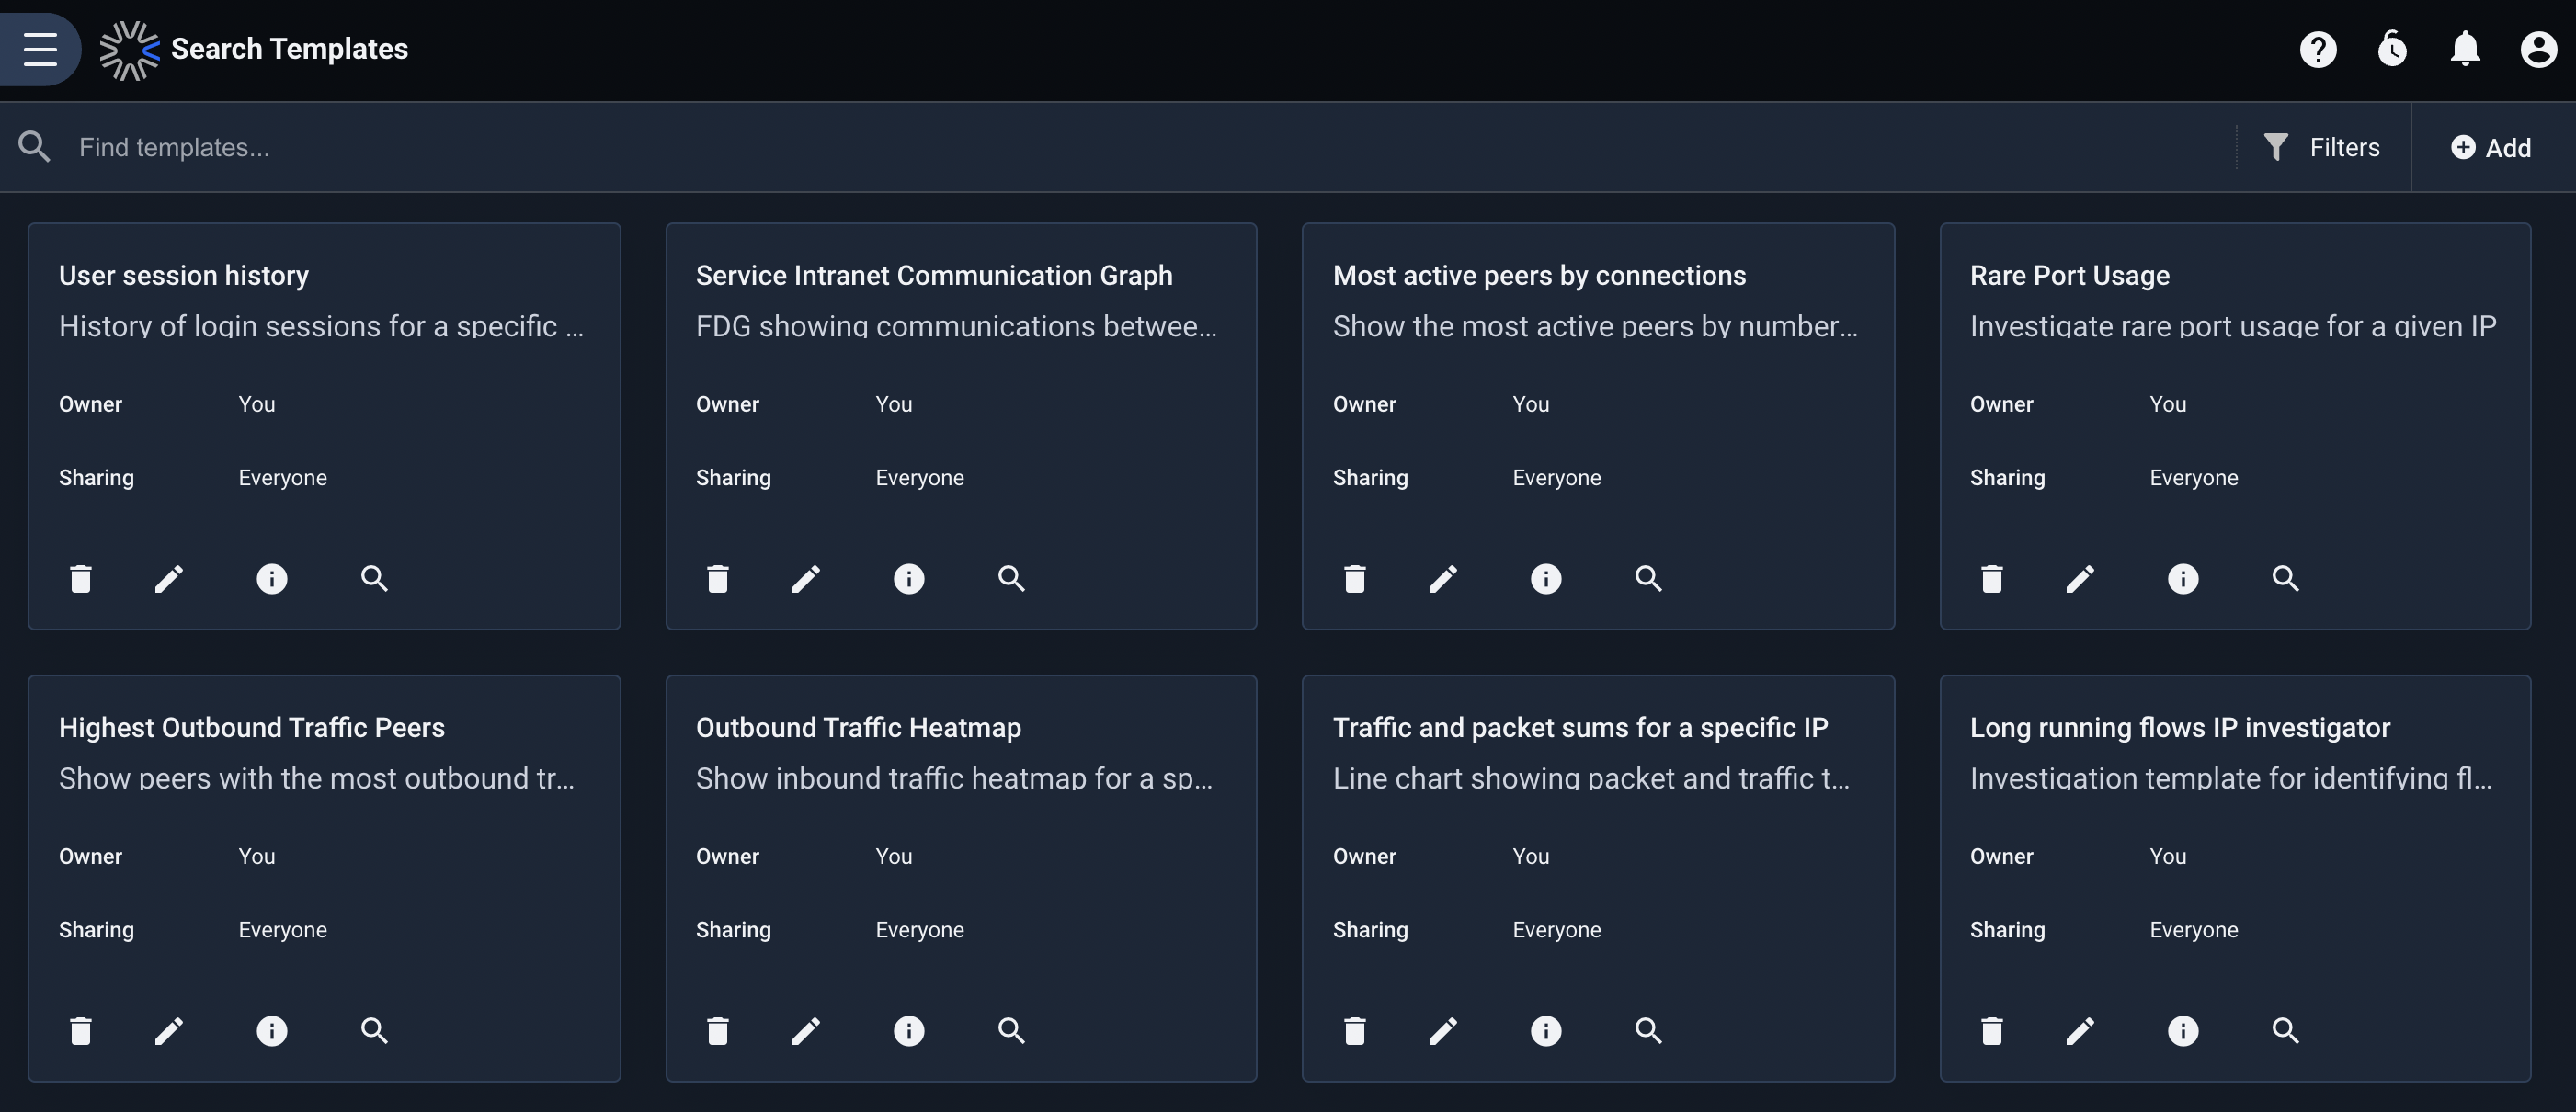 Search Templates
Find templates...
Filters
Add
User session history
History of login sessions for a specific ...
Owner You
Sharing Everyone
Service Intranet Communication Graph
FDG showing communications betwee...
Owner You
Sharing Everyone
Most active peers by connections
Show the most active peers by number...
Owner You
Sharing Everyone
Rare Port Usage
Investigate rare port usage for a given IP
Owner You
Sharing Everyone
Highest Outbound Traffic Peers
Show peers with the most outbound tr...
Owner You
Sharing Everyone
Outbound Traffic Heatmap
Show inbound traffic heatmap for a sp...
Owner You
Sharing Everyone
Traffic and packet sums for a specific IP
Line chart showing packet and traffic t...
Owner You
Sharing Everyone
Long running flows IP investigator
Investigation template for identifying fl...
Owner You
Sharing Everyone